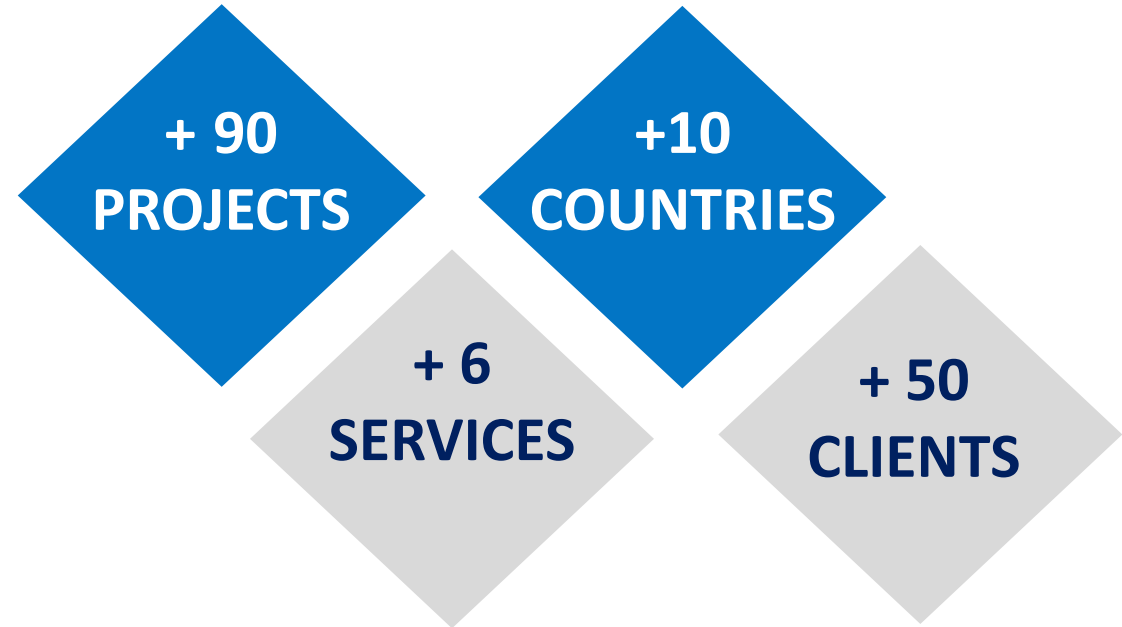 + 90
PROJECTS
+10
COUNTRIES
+ 6
SERVICES
+ 50
CLIENTS